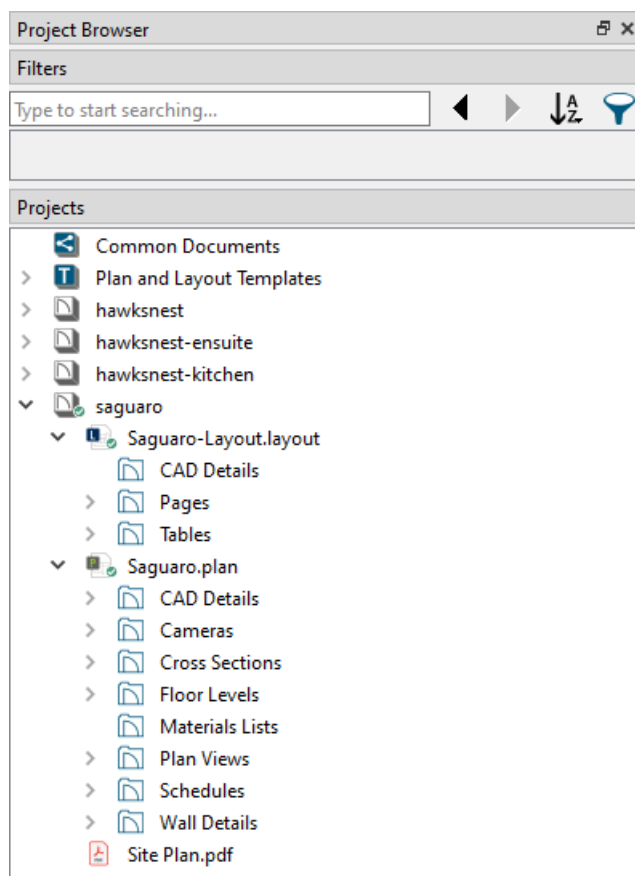 Project Browser
Filters
Type to start searching...
A
Z
Projects
Common Documents
T Plan and Layout Templates
hawksnest
hawksnest-ensuite
hawksnest-kitchen
saguaro
L Saguaro-Layout.layout
CAD Details
Pages
Tables
P Saguaro.plan
CAD Details
Cameras
Cross Sections
Floor Levels
Materials Lists
Plan Views
Schedules
Wall Details
Site Plan.pdf